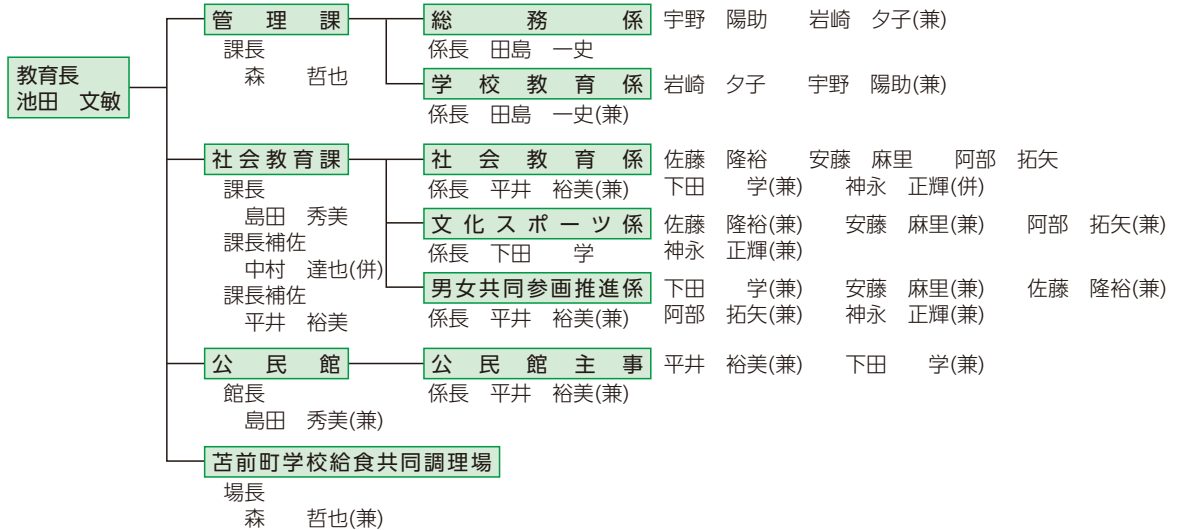 教育長
池田　文敏
管理課
課長
森　　哲也
総務係　宇野　陽助　　岩崎　夕子(兼)
係長　田島　一史
学校教育係　岩崎　夕子　　宇野　陽助(兼)
係長　田島　一史(兼)
社会教育課
課長
島田　秀美
課長補佐
中村　達也(併)
課長補佐
平井　裕美
社会教育係　佐藤　隆裕　　安藤　麻里　　阿部　拓矢
係長　平井　裕美(兼)　下田　　学(兼)　　神永　正輝(併)
文化スポーツ係　佐藤　隆裕(兼)　　安藤　麻里(兼)　　阿部　拓矢(兼)
係長　下田　　学　神永　正輝(兼)
男女共同参画推進係　下田　　学(兼)　　安藤　麻里(兼)　　佐藤　隆裕(兼)
係長　平井　裕美(兼)　阿部　拓矢(兼)　　神永　正輝(兼)
公民館
館長
島田　秀美(兼)
公民館主事　平井　裕美(兼)　　下田　　学(兼)
係長　平井　裕美(兼)
苫前町学校給食共同調理場
場長
森　　哲也(兼)